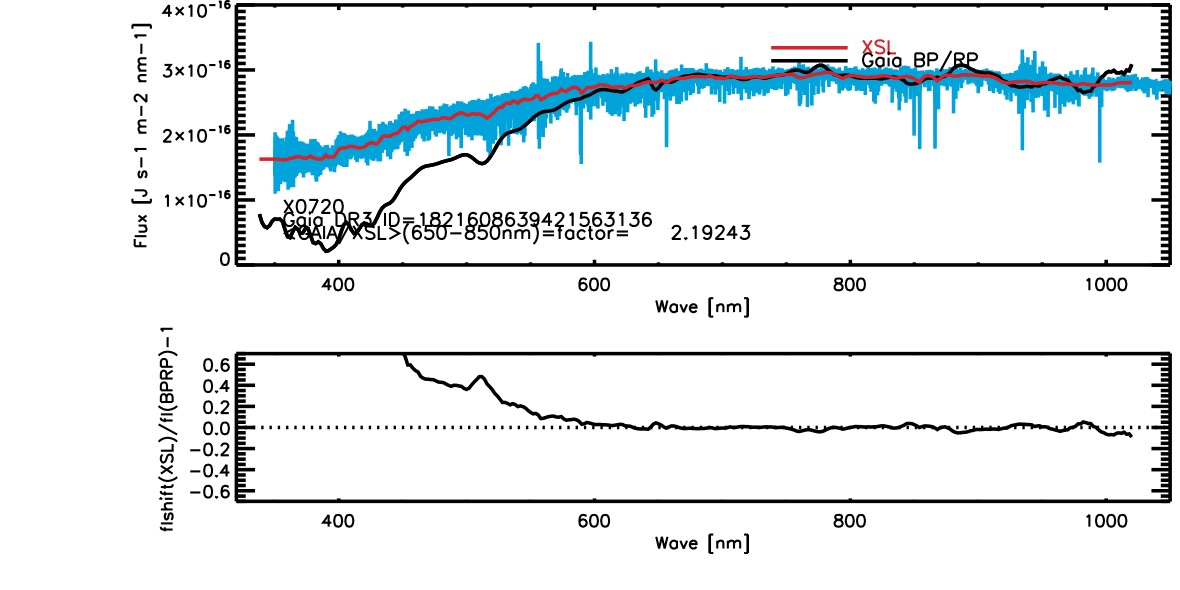 4×10−16
3×10−16
2×10−16
1×10−16
0
Flux [J s−1 m−2 nm−1]
XSL
Gaia BP/RP
X0720
Gaia DR3 ID=1821608639421563136
XSL>(650−850nm)=factor= 2.19243
400 600 800 1000
Wave [nm]
flshift(XSL)/fl(BPRP)−1
0.6
0.4
0.2
0.0
−0.2
−0.4
−0.6
400 600 800 1000
Wave [nm]